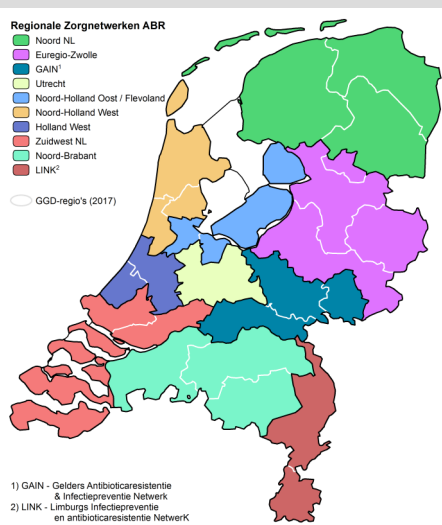 Regionale Zorgnetwerken ABR
Noord NL
Euregio-Zwolle
GAIN¹
Utrecht
Noord-Holland Oost / Flevoland
Noord-Holland West
Holland West
Zuidwest NL
Noord-Brabant
LINK²
GGD-regio's (2017)
1) GAIN - Gelders Antibioticaresistentie
& Infectiepreventie Netwerk
2) LINK - Limburgs Infectiepreventie
en antibioticaresistentie NetwerK